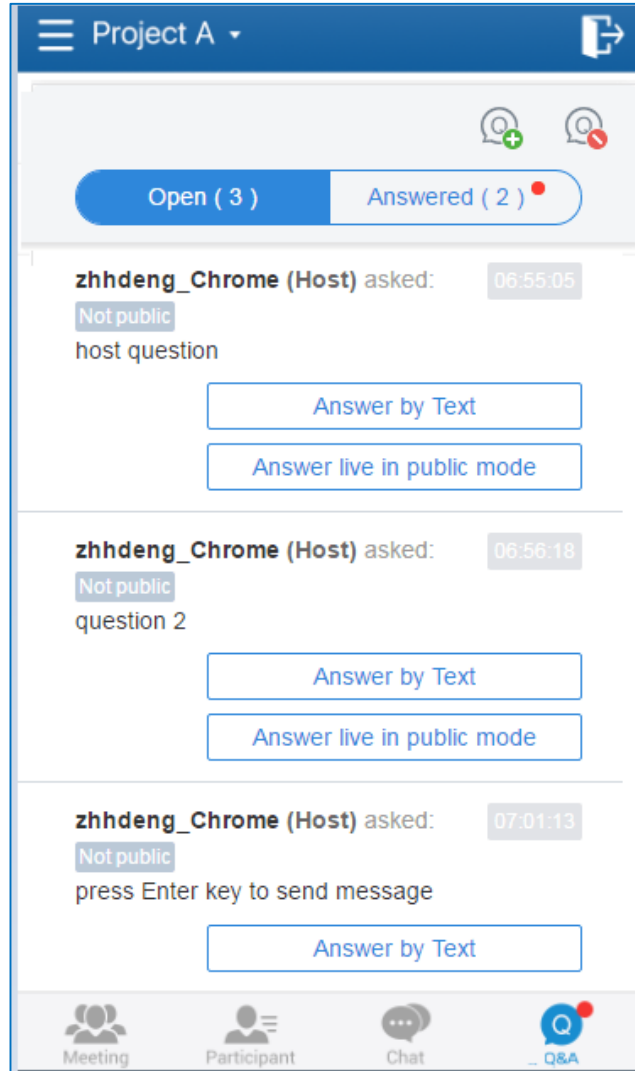 Project A
Open ( 3 ) Answered ( 2 )
zhhdeng_Chrome (Host) asked: 06:55:05
Not public
host question
Answer by Text
Answer live in public mode
zhhdeng_Chrome (Host) asked: 06:56:18
Not public
question 2
Answer by Text
Answer live in public mode
zhhdeng_Chrome (Host) asked: 07:01:13
Not public
press Enter key to send message
Answer by Text
Q
Meeting Participant Chat Q&A